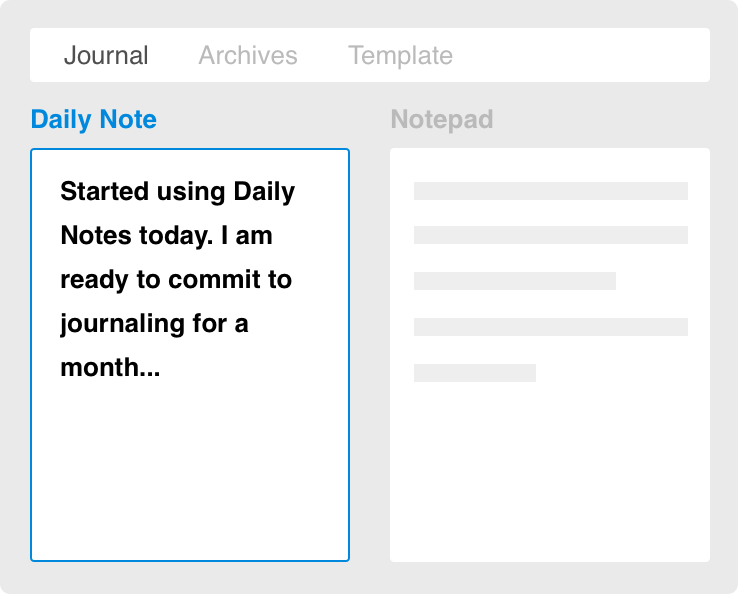 Journal Archives Template
Daily Note
Notepad
Started using Daily
Notes today. I am
ready to commit to
journaling for a
month...